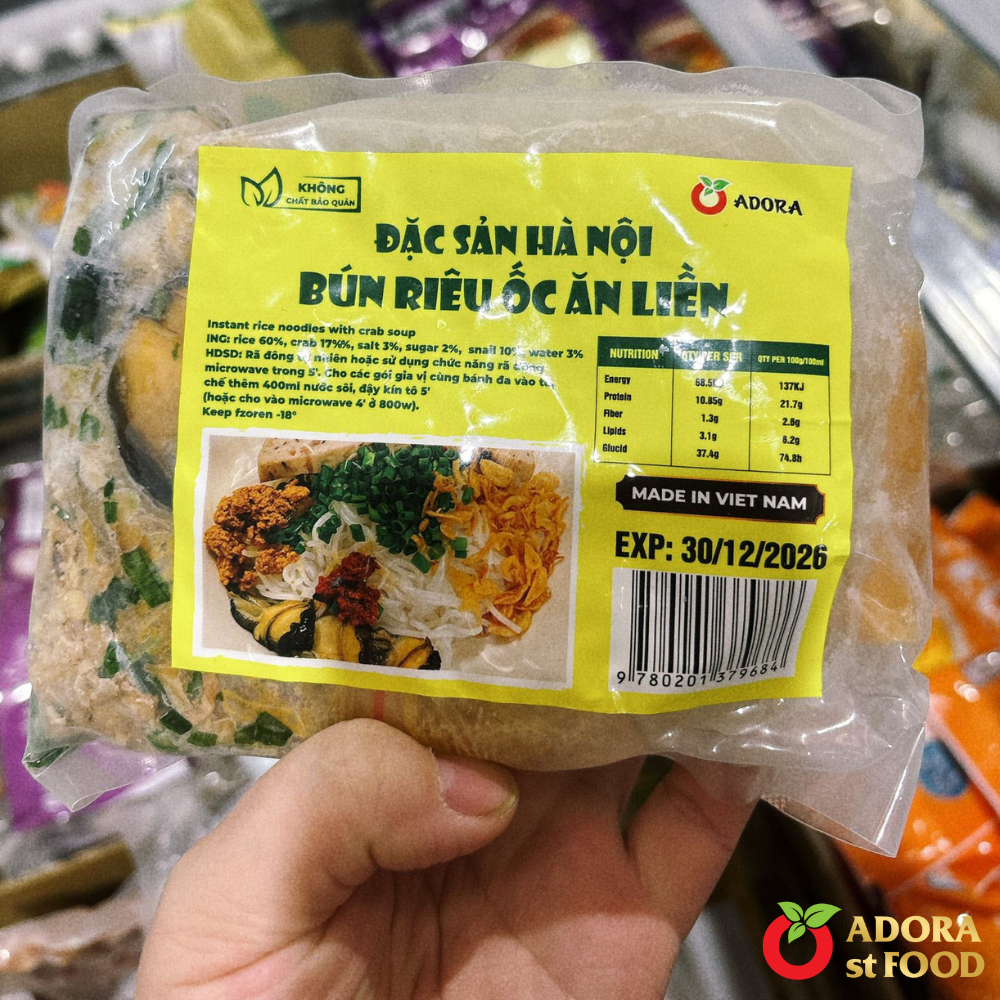 KHÔNG
CHẤT BẢO QUẢN
ADORA
ĐẶC SẢN HÀ NỘI
BÚN RIÊU ỐC ĂN LIỀN
Instant rice noodles with crab soup
ING: rice 60%, crab 17%%, salt 3%, sugar 2%, snail 10%, water 3%
HDSD: Rã đông tự nhiên hoặc sử dụng chức năng rã đông
microwave trong 5'. Cho các gói gia vị cùng bánh đa vào tô,
chế thêm 400ml nước sôi, đậy kín tô 5'
(hoặc cho vào microwave 4' ở 800w).
Keep fzoren -18°
NUTRITION QTY PER SER QTY PER 100g/100ml
Energy 68.5KJ 137KJ
Protein 10.85g 21.7g
Fiber 1.3g 2.6g
Lipids 3.1g 6.2g
Glucid 37.4g 74.8h
MADE IN VIET NAM
EXP: 30/12/2026
9 780201 379684
ADORA
st FOOD